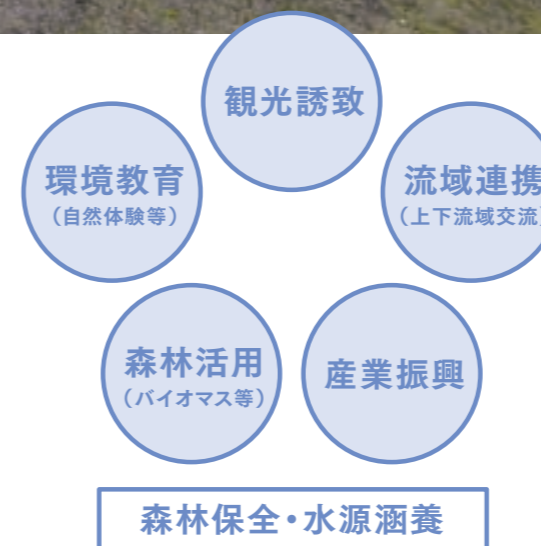 観光誘致
環境教育
(自然体験等)
流域連携
(上下流域交流)
森林活用
(バイオマス等)
産業振興
森林保全・水源涵養